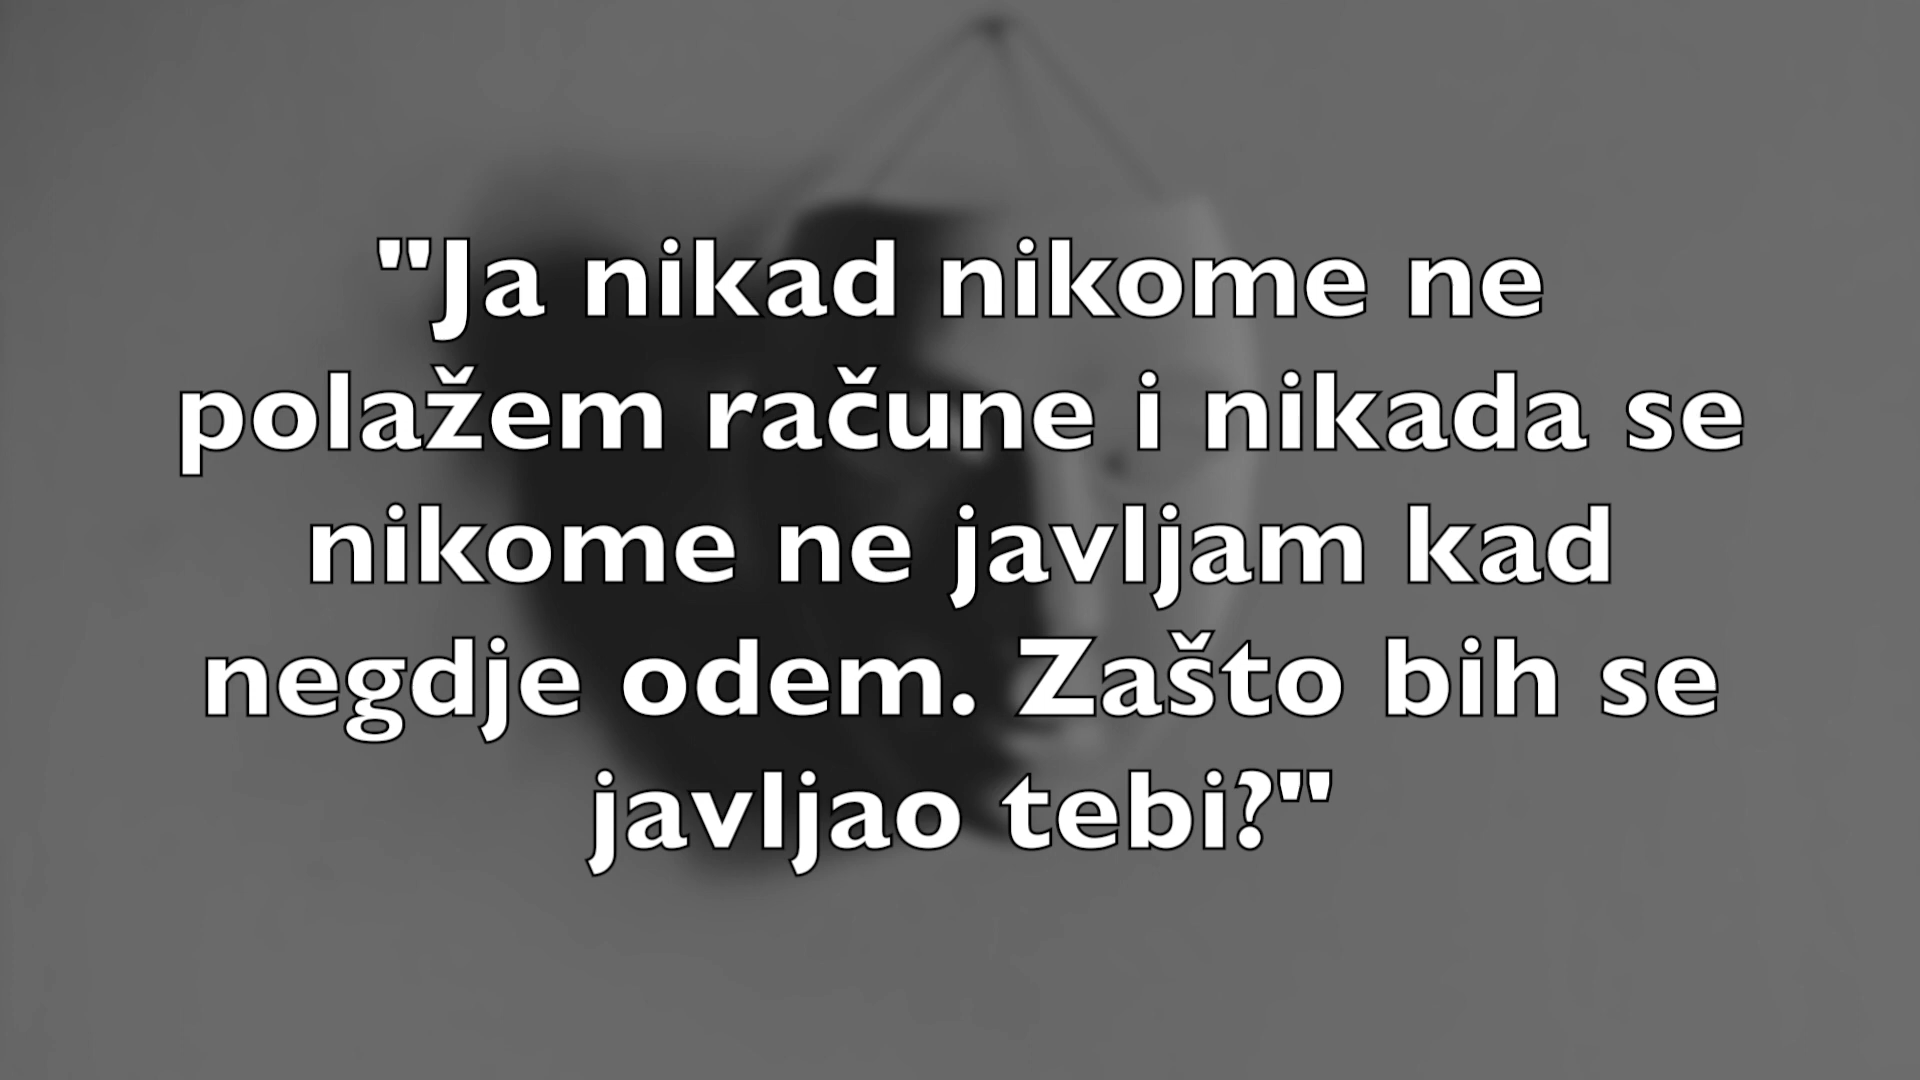 "Ja nikad nikome ne
polažem račune i nikada se
nikome ne javljam kad
negdje odem. Zašto bih se
javljao tebi?"